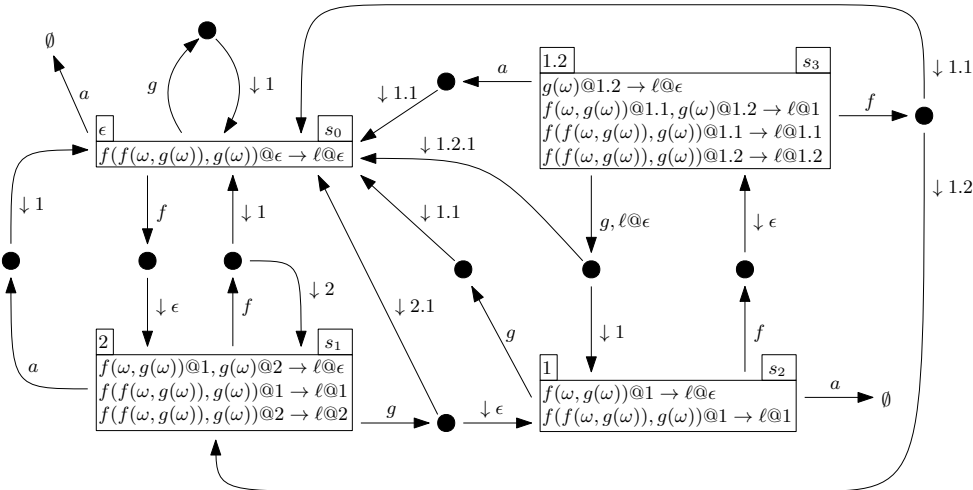 ∅
a
g
↓ 1
ϵ
s₀
f(f(ω, g(ω)), g(ω))@ϵ → ℓ@ϵ
↓ 1.1
a
1.2
s₃
g(ω)@1.2 → ℓ@ϵ
f(ω, g(ω))@1.1, g(ω)@1.2 → ℓ@1
f(f(ω, g(ω)), g(ω))@1.1 → ℓ@1.1
f(f(ω, g(ω)), g(ω))@1.2 → ℓ@1.2
f
↓ 1.1
↓ 1.2.1
↓ 1.2
↓ 1
f
↓ 1
↓ 1.1
g, ℓ@ϵ
↓ ϵ
↓ ϵ
f
↓ 2
↓ 2.1
g
↓ 1
f
a
2
s₁
f(ω, g(ω))@1, g(ω)@2 → ℓ@ϵ
f(f(ω, g(ω)), g(ω))@1 → ℓ@1
f(f(ω, g(ω)), g(ω))@2 → ℓ@2
g
↓ ϵ
1
s₂
f(ω, g(ω))@1 → ℓ@ϵ
f(f(ω, g(ω)), g(ω))@1 → ℓ@1
a
∅